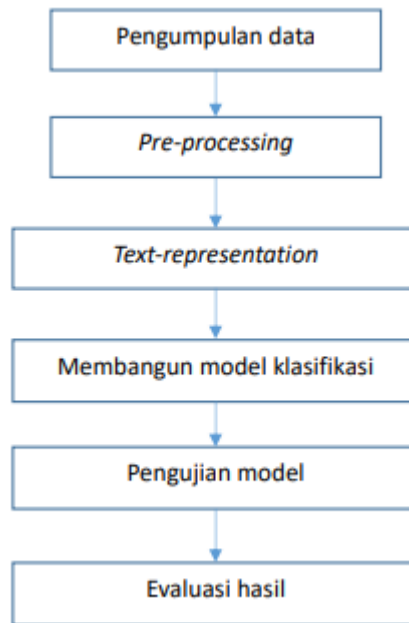 Pengumpulan data
Pre-processing
Text-representation
Membangun model klasifikasi
Pengujian model
Evaluasi hasil